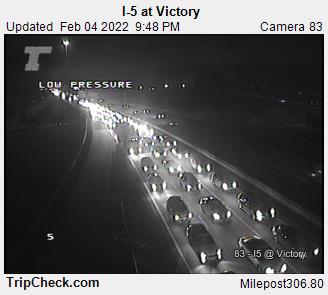 I-5 at Victory
Updated  Feb 04 2022  9:48 PM
Camera 83
T
LOW PRESSURE
S
83 - I5 @ Victory
TripCheck.com
Milepost306.80